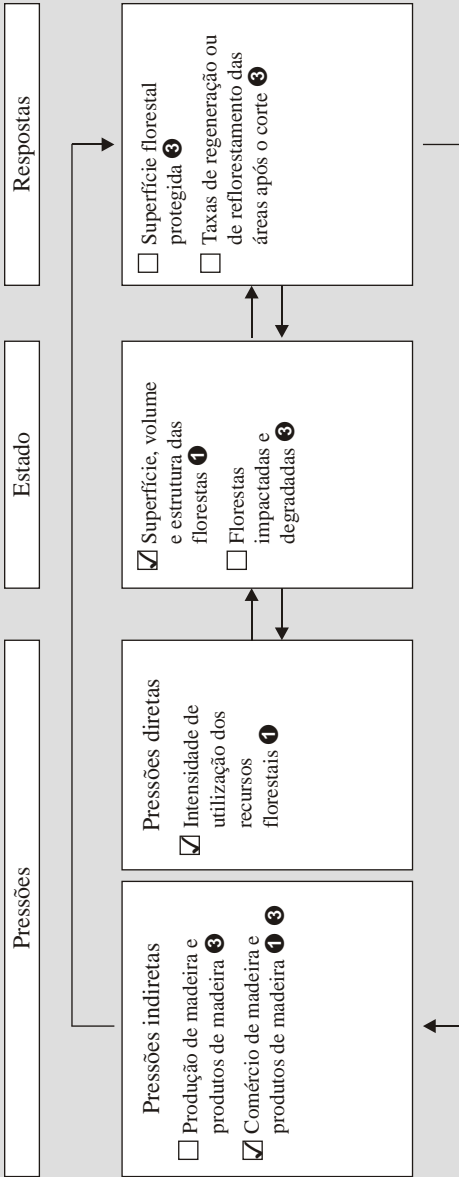 Pressões
Estado
Respostas
Pressões indiretas
☐ Produção de madeira e
produtos de madeira ❸
☑ Comércio de madeira e
produtos de madeira ❶ ❸
Pressões diretas
☑ Intensidade de
utilização dos
recursos
florestais ❶
☑ Superfície, volume
e estrutura das
florestas ❶
☐ Florestas
impactadas e
degradadas ❸
☐ Superfície florestal
protegida ❸
☐ Taxas de regeneração ou
de reflorestamento das
áreas após o corte ❸